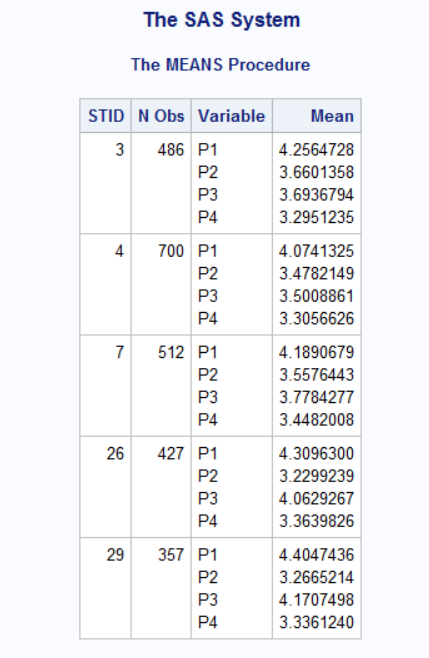 The SAS System
The MEANS Procedure
STID N Obs Variable Mean
3 486 P1 4.2564728
P2 3.6601358
P3 3.6936794
P4 3.2951235
4 700 P1 4.0741325
P2 3.4782149
P3 3.5008861
P4 3.3056626
7 512 P1 4.1890679
P2 3.5576443
P3 3.7784277
P4 3.4482008
26 427 P1 4.3096300
P2 3.2299239
P3 4.0629267
P4 3.3639826
29 357 P1 4.4047436
P2 3.2665214
P3 4.1707498
P4 3.3361240